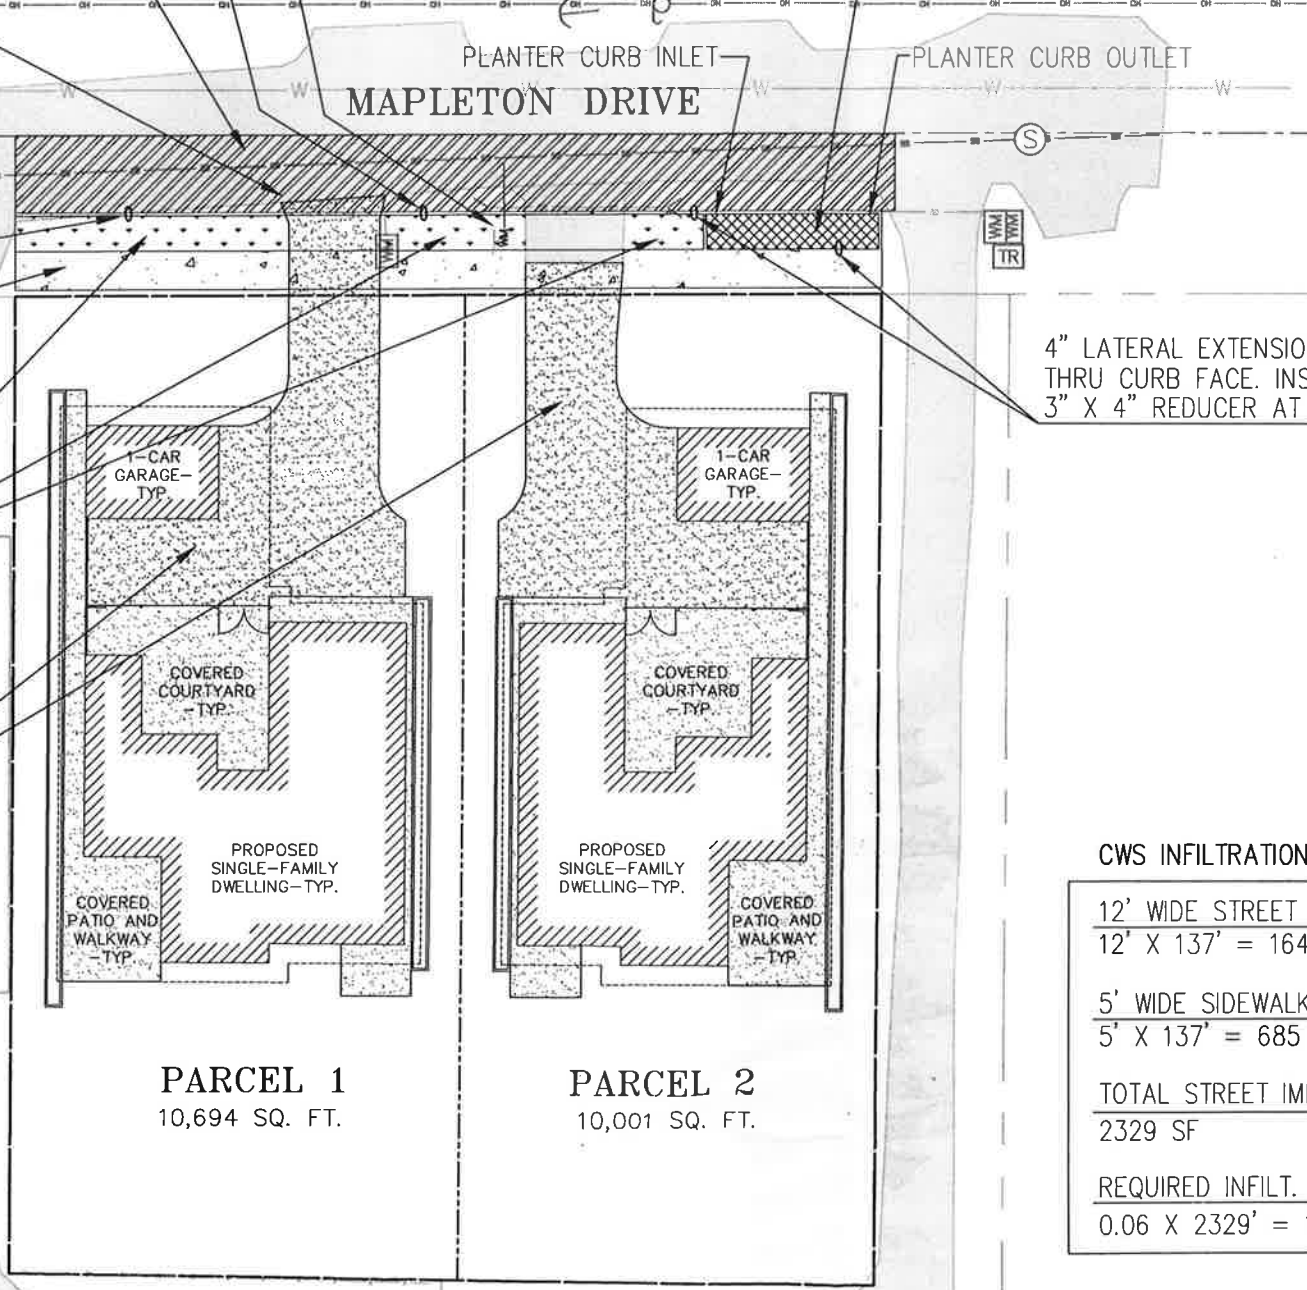 PLANTER CURB INLET
PLANTER CURB OUTLET
W W W W W W
MAPLETON DRIVE
S
WM
WM
WM WM
TR
4" LATERAL EXTENSIO
THRU CURB FACE. INS
3" X 4" REDUCER AT
1-CAR
GARAGE-
TYP.
1-CAR
GARAGE-
TYP.
COVERED
COURTYARD
-TYP.
COVERED
COURTYARD
-TYP.
PROPOSED
SINGLE-FAMILY
DWELLING-TYP.
PROPOSED
SINGLE-FAMILY
DWELLING-TYP.
COVERED
PATIO AND
WALKWAY
-TYP.
COVERED
PATIO AND
WALKWAY
-TYP.
PARCEL 1
10,694 SQ. FT.
PARCEL 2
10,001 SQ. FT.
CWS INFILTRATION
12' WIDE STREET
12' X 137' = 164
5' WIDE SIDEWALK
5' X 137' = 685
TOTAL STREET IM
2329 SF
REQUIRED INFILT.
0.06 X 2329' =